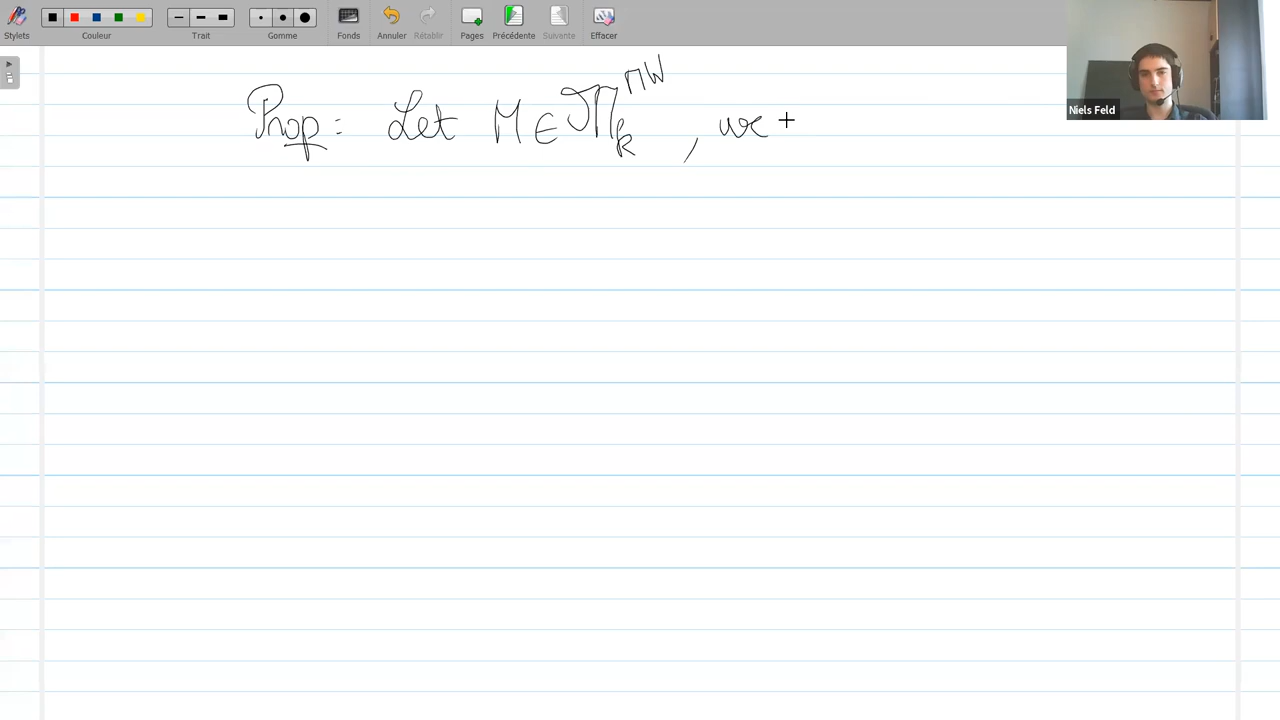 Stylets Couleur Trait Gomme Fonds Annuler Rétablir Pages Précédente Suivante Effacer
Niels Feld
Prop: Let M ∈ 𝔐_k^{MW}, we